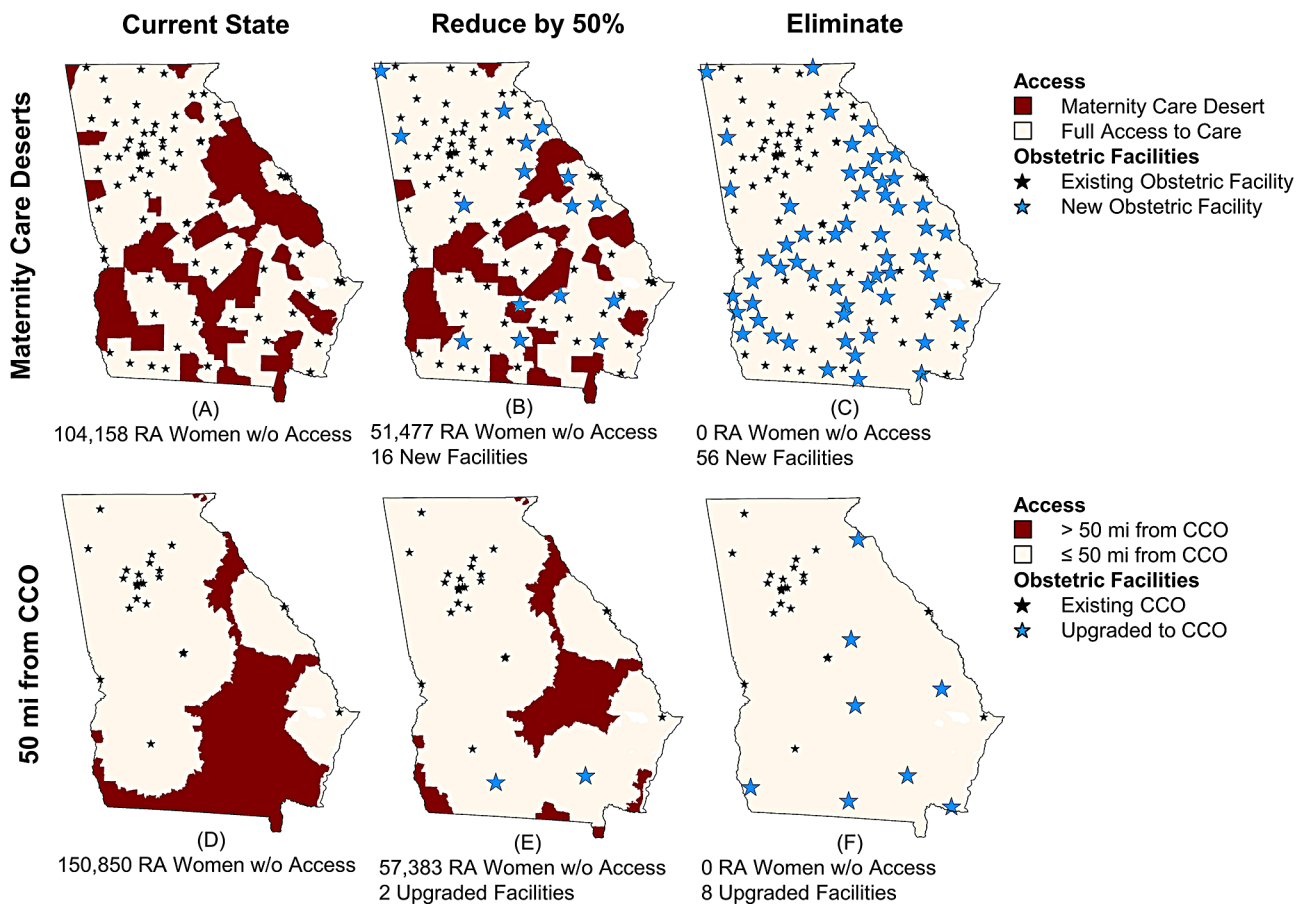 Current State
Reduce by 50%
Eliminate
Maternity Care Deserts
Access
Maternity Care Desert
Full Access to Care
Obstetric Facilities
Existing Obstetric Facility
New Obstetric Facility
(A)
104,158 RA Women w/o Access
(B)
51,477 RA Women w/o Access
16 New Facilities
(C)
0 RA Women w/o Access
56 New Facilities
50 mi from CCO
Access
> 50 mi from CCO
≤ 50 mi from CCO
Obstetric Facilities
Existing CCO
Upgraded to CCO
(D)
150,850 RA Women w/o Access
(E)
57,383 RA Women w/o Access
2 Upgraded Facilities
(F)
0 RA Women w/o Access
8 Upgraded Facilities